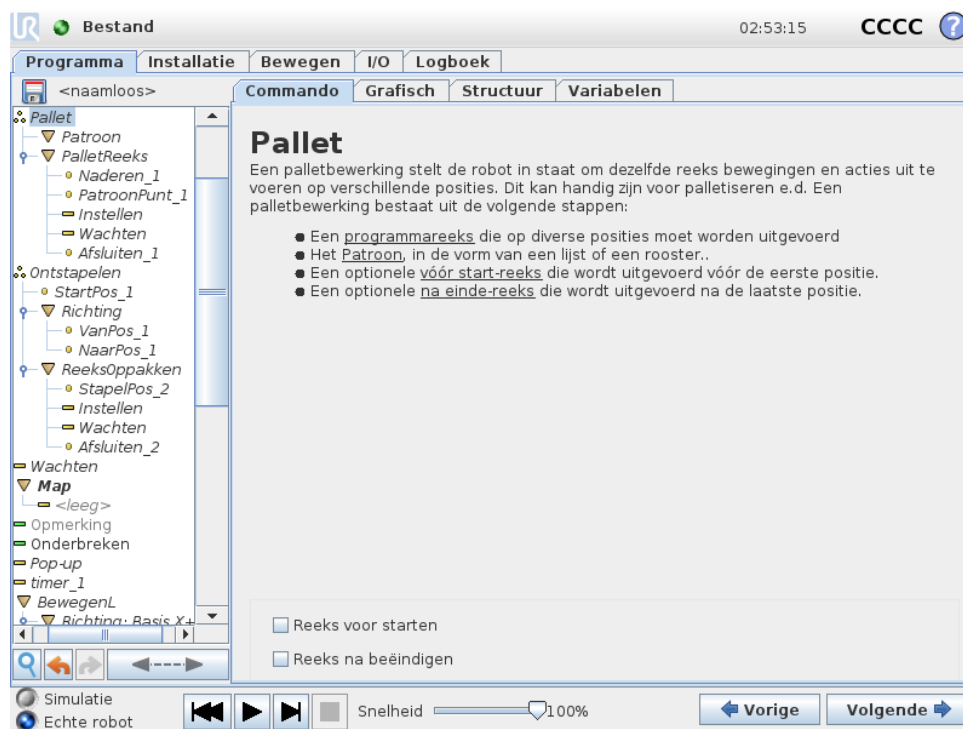 UR Bestand 02:53:15 CCCC ?
Programma Installatie Bewegen I/O Logboek
<naamloos>
Commando Grafisch Structuur Variabelen
Pallet
Patroon
PalletReeks
Naderen_1
PatroonPunt_1
Instellen
Wachten
Afsluiten_1
Ontstapelen
StartPos_1
Richting
VanPos_1
NaarPos_1
ReeksOppakken
StapelPos_2
Instellen
Wachten
Afsluiten_2
Wachten
Map
<leeg>
Opmerking
Onderbreken
Pop-up
timer_1
BewegenL
Richting: Basis X+
Pallet
Een palletbewerking stelt de robot in staat om dezelfde reeks bewegingen en acties uit te
voeren op verschillende posities. Dit kan handig zijn voor palletiseren e.d. Een
palletbewerking bestaat uit de volgende stappen:
Een programmareeks die op diverse posities moet worden uitgevoerd
Het Patroon, in de vorm van een lijst of een rooster..
Een optionele vóór start-reeks die wordt uitgevoerd vóór de eerste positie.
Een optionele na einde-reeks die wordt uitgevoerd na de laatste positie.
Reeks voor starten
Reeks na beëindigen
Simulatie
Echte robot
Snelheid 100%
Vorige Volgende